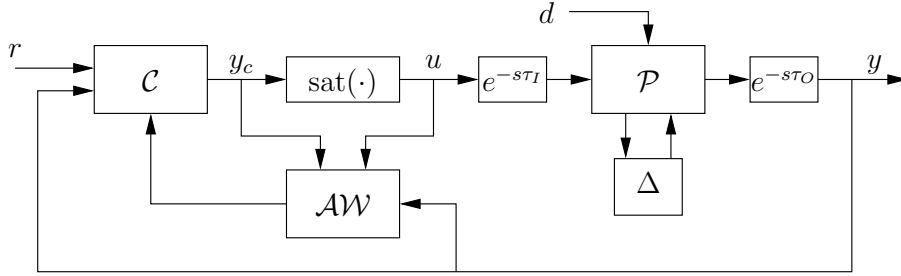 d
r
y_c
u
y
C
sat(·)
e^{-sτ_I}
P
e^{-sτ_O}
Δ
AW